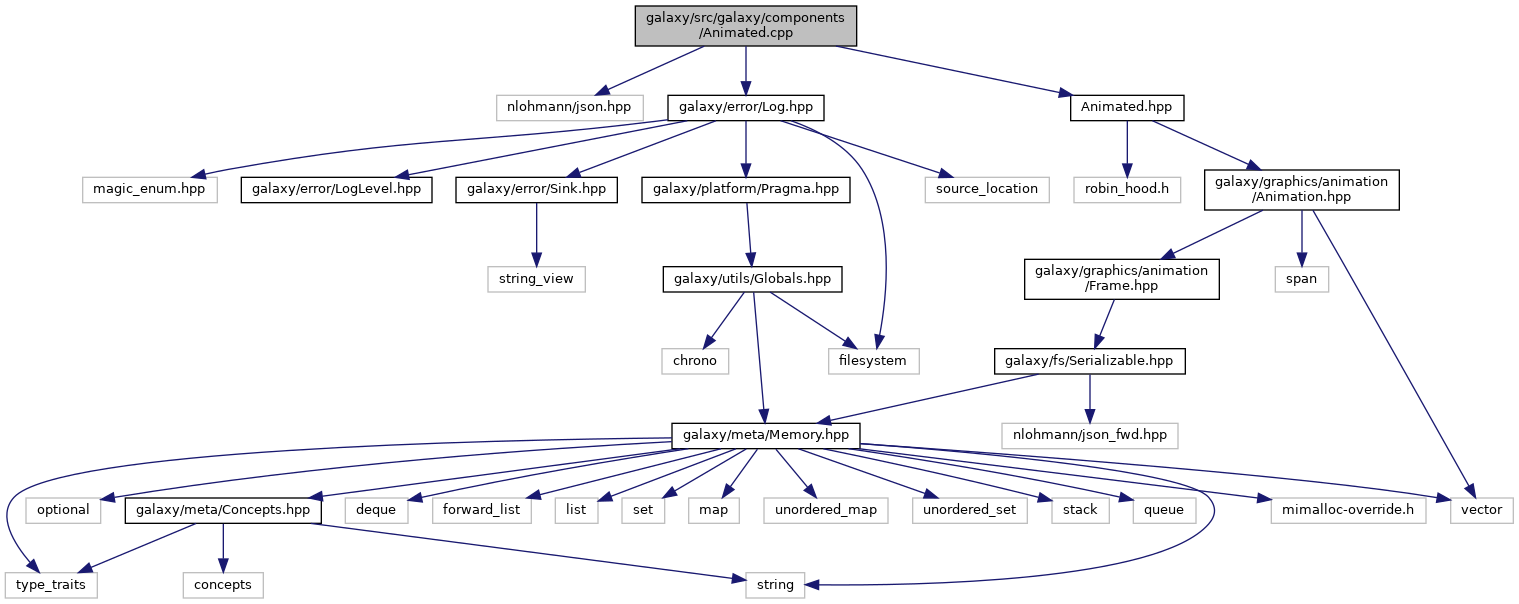 galaxy/src/galaxy/components
/Animated.cpp
nlohmann/json.hpp
galaxy/error/Log.hpp
Animated.hpp
magic_enum.hpp
galaxy/error/LogLevel.hpp
galaxy/error/Sink.hpp
galaxy/platform/Pragma.hpp
source_location
robin_hood.h
galaxy/graphics/animation
/Animation.hpp
string_view
galaxy/utils/Globals.hpp
galaxy/graphics/animation
/Frame.hpp
span
chrono
filesystem
galaxy/fs/Serializable.hpp
galaxy/meta/Memory.hpp
nlohmann/json_fwd.hpp
optional
galaxy/meta/Concepts.hpp
deque
forward_list
list
set
map
unordered_map
unordered_set
stack
queue
mimalloc-override.h
vector
type_traits
concepts
string